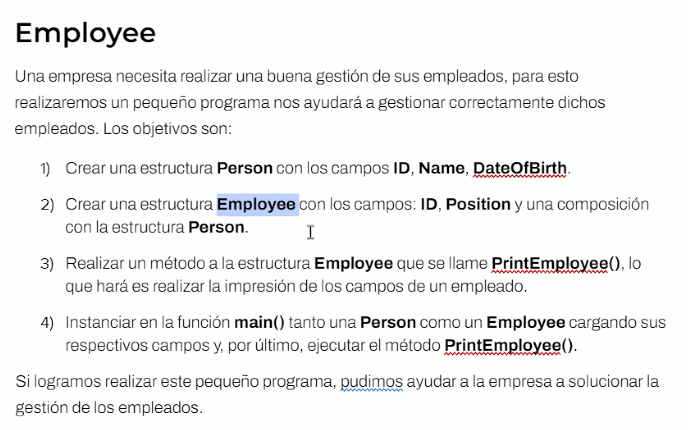 Employee
Una empresa necesita realizar una buena gestión de sus empleados, para esto
realizaremos un pequeño programa nos ayudará a gestionar correctamente dichos
empleados. Los objetivos son:
1) Crear una estructura Person con los campos ID, Name, DateOfBirth.
2) Crear una estructura Employee con los campos: ID, Position y una composición
con la estructura Person.
3) Realizar un método a la estructura Employee que se llame PrintEmployee(), lo
que hará es realizar la impresión de los campos de un empleado.
4) Instanciar en la función main() tanto una Person como un Employee cargando sus
respectivos campos y, por último, ejecutar el método PrintEmployee().
Si logramos realizar este pequeño programa, pudimos ayudar a la empresa a solucionar la
gestión de los empleados.